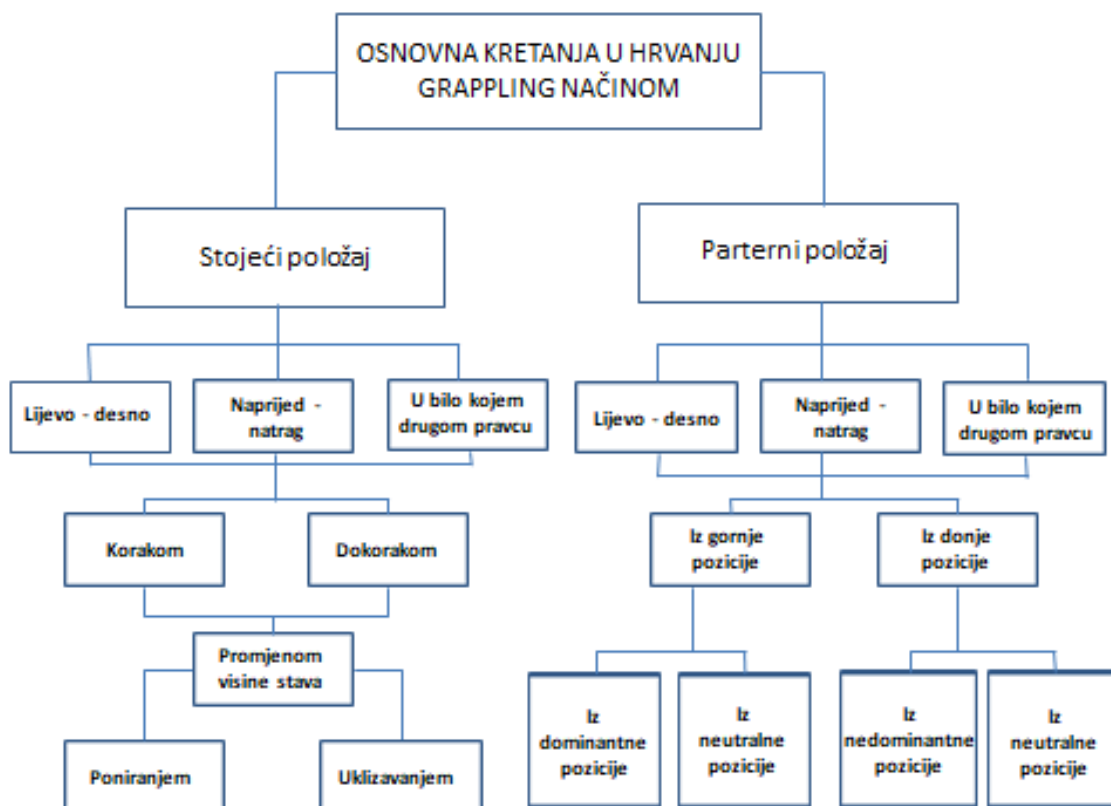 OSNOVNA KRETANJA U HRVANJU
GRAPPLING NAČINOM
Stojeći položaj
Parterni položaj
Lijevo - desno
Naprijed -
natrag
U bilo kojem
drugom pravcu
Lijevo - desno
Naprijed -
natrag
U bilo kojem
drugom pravcu
Korakom
Dokorakom
Iz gornje
pozicije
Iz donje
pozicije
Promjenom
visine stava
Iz
dominantne
pozicije
Iz
neutralne
pozicije
Iz
nedominantne
pozicije
Iz
neutralne
pozicije
Poniranjem
Uklizavanjem